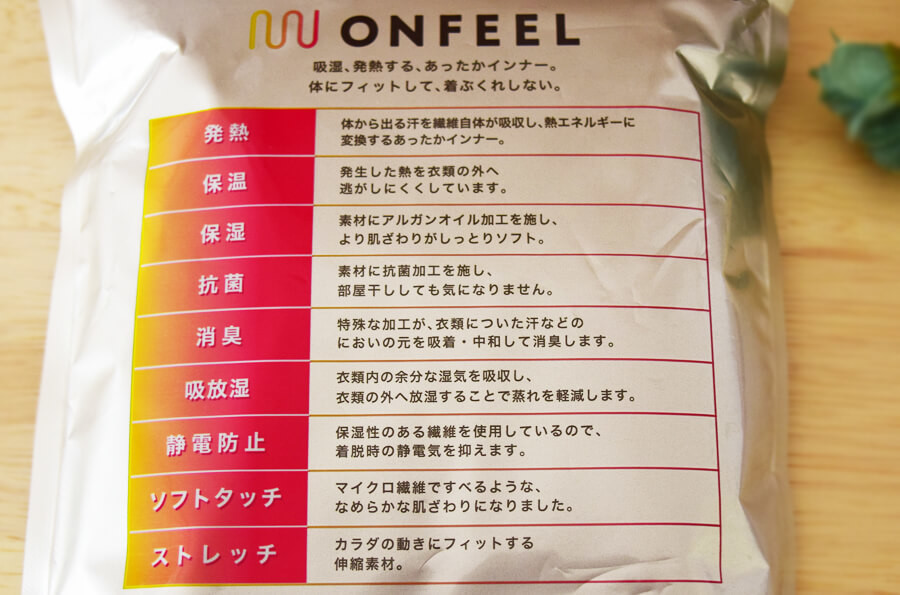 ONFEEL
吸湿、発熱する、あったかインナー。
体にフィットして、着ぶくれしない。
発熱
体から出る汗を繊維自体が吸収し、熱エネルギーに
変換するあったかインナー。
保温
発生した熱を衣類の外へ
逃がしにくくしています。
保湿
素材にアルガンオイル加工を施し、
より肌ざわりがしっとりソフト。
抗菌
素材に抗菌加工を施し、
部屋干ししても気になりません。
消臭
特殊な加工が、衣類についた汗などの
においの元を吸着・中和して消臭します。
吸放湿
衣類内の余分な湿気を吸収し、
衣類の外へ放湿することで蒸れを軽減します。
静電防止
保湿性のある繊維を使用しているので、
着脱時の静電気を抑えます。
ソフトタッチ
マイクロ繊維ですべるような、
なめらかな肌ざわりになりました。
ストレッチ
カラダの動きにフィットする
伸縮素材。